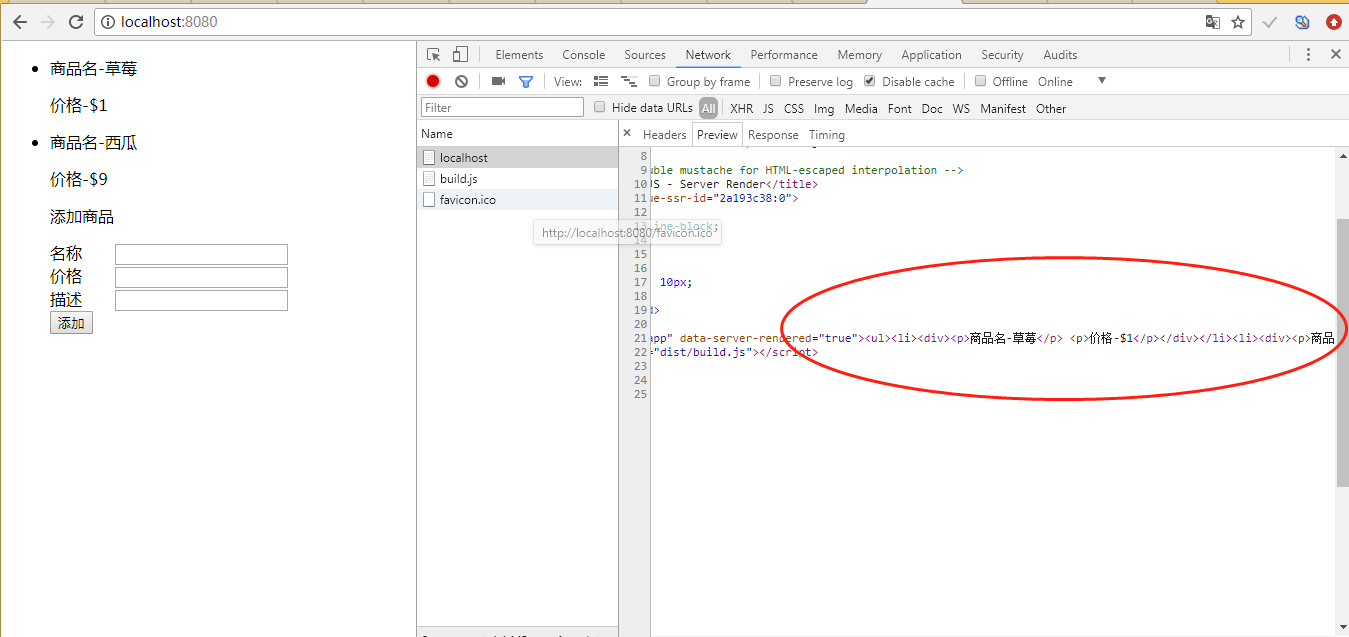 localhost:8080
商品名-草莓
价格-$1
商品名-西瓜
价格-$9
添加商品
名称
价格
描述
添加
Elements Console Sources Network Performance Memory Application Security Audits
View: Group by frame Preserve log Disable cache Offline Online
Filter Hide data URLs All XHR JS CSS Img Media Font Doc WS Manifest Other
Name
localhost
build.js
favicon.ico
http://localhost:8080/favicon.ico
× Headers Preview Response Timing
8
9 uble mustache for HTML-escaped interpolation -->
10 JS - Server Render</title>
11 ue-ssr-id="2a193c38:0">
12
13 ine-block;
14
15
16
17 10px;
18
19 >
20
21 app" data-server-rendered="true"><ul><li><div><p>商品名-草莓</p> <p>价格-$1</p></div></li><li><div><p>商品
22 ="dist/build.js"></script>
23
24
25